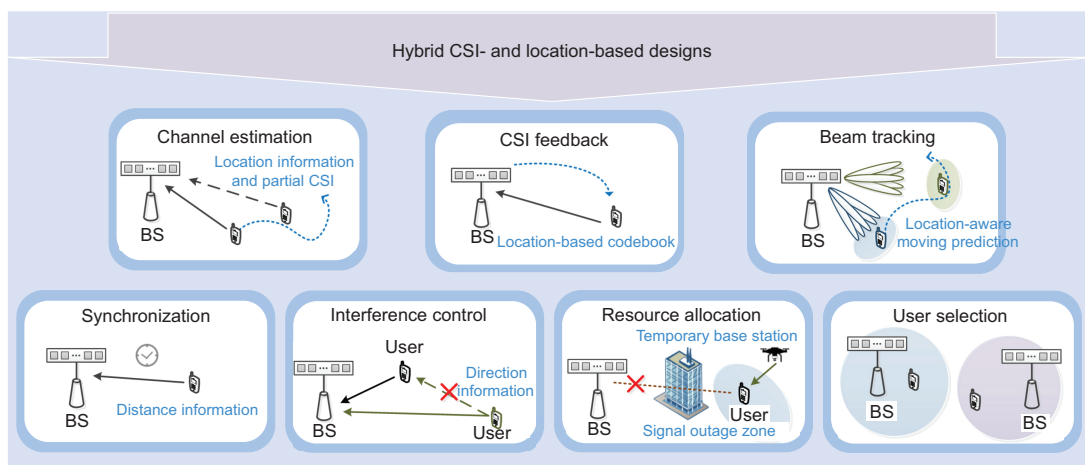 Hybrid CSI- and location-based designs
Channel estimation
Location information
and partial CSI
BS
CSI feedback
BS
Location-based codebook
Beam tracking
BS
Location-aware
moving prediction
Synchronization
BS
Distance information
Interference control
User
Direction
information
BS
User
Resource allocation
Temporary base station
BS
User
Signal outage zone
User selection
BS
BS